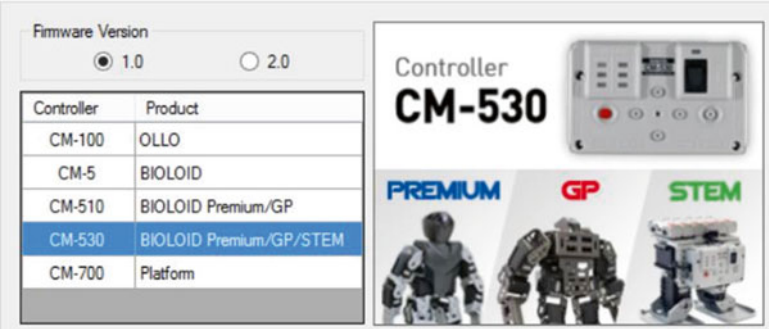 Firmware Version
1.0 2.0
Controller Product
CM-100 OLLO
CM-5 BIOLOID
CM-510 BIOLOID Premium/GP
CM-530 BIOLOID Premium/GP/STEM
CM-700 Platform
Controller
CM-530
PREMIUM GP STEM